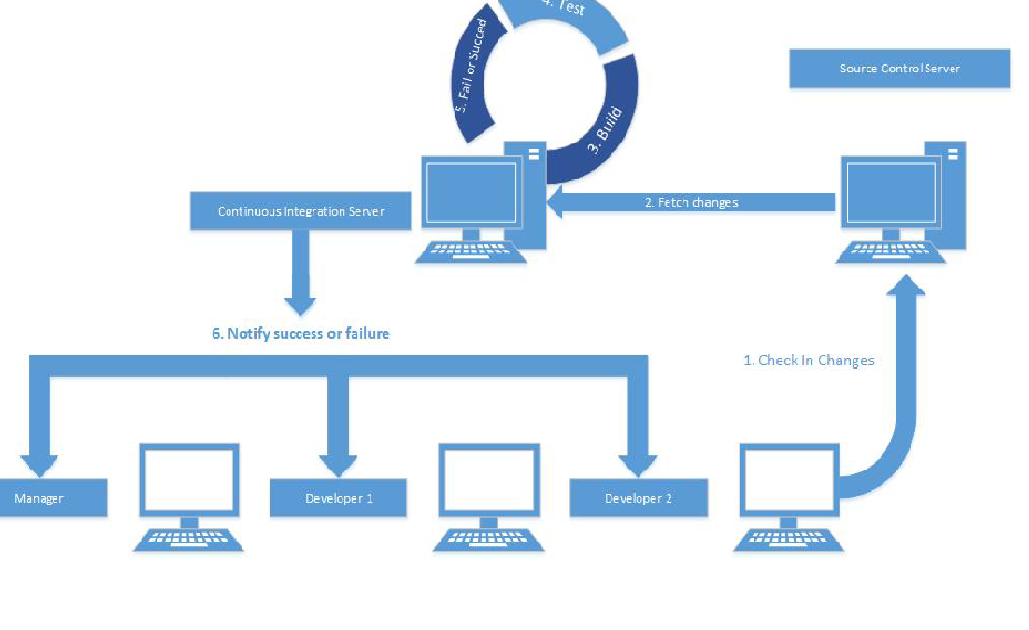 4. Test
5. Fail or Succed
3. Build
Source Control Server
Continuous Integration Server
2. Fetch changes
6. Notify success or failure
1. Check In Changes
Manager
Developer 1
Developer 2